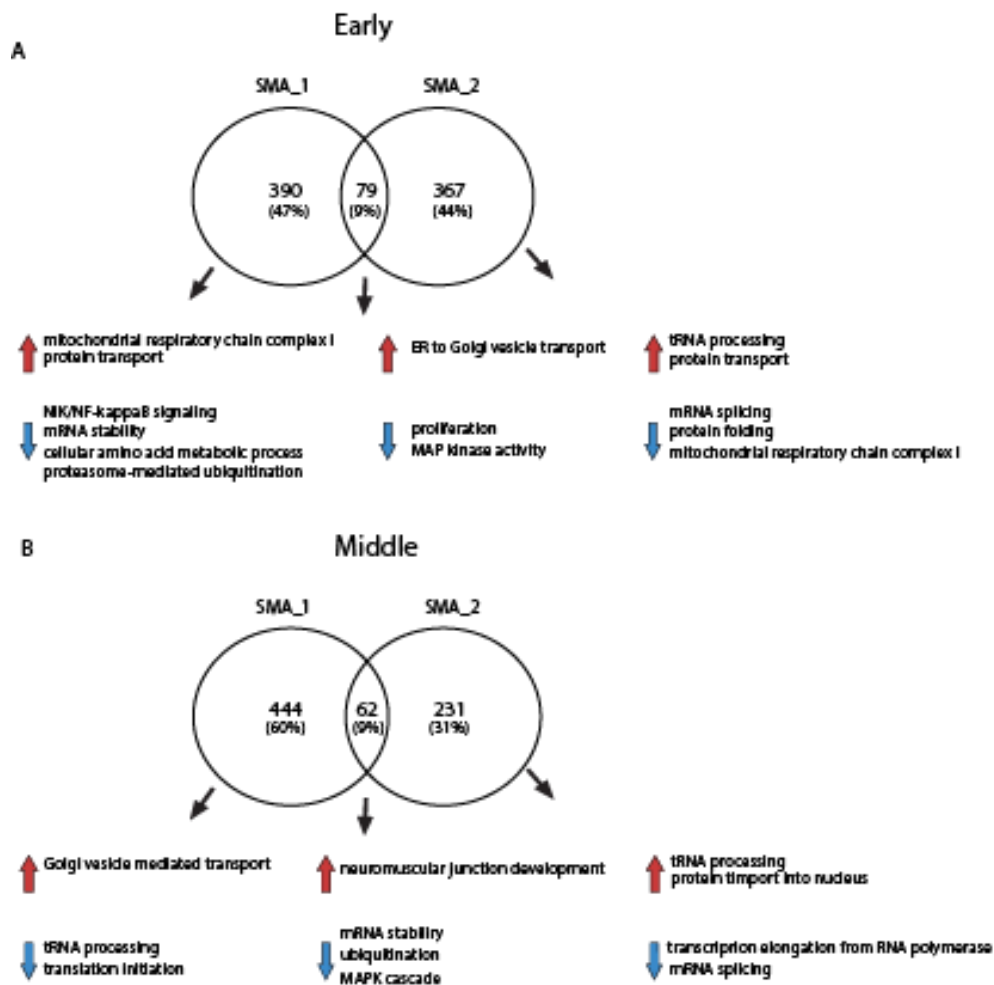 Early
A
SMA_1 SMA_2
390 79 367
(47%) (9%) (44%)
mitochondrial respiratory chain complex I
protein transport
ER to Golgi vesicle transport
tRNA processing
protein transport
NIK/NF-kappaB signaling
mRNA stability
cellular amino acid metabolic process
proteasome-mediated ubiquitination
proliferation
MAP kinase activity
mRNA splicing
protein folding
mitochondrial respiratory chain complex I
B
Middle
SMA_1 SMA_2
444 62 231
(60%) (9%) (31%)
Golgi vesicle mediated transport
neuromuscular junction development
tRNA processing
protein timport into nucleus
tRNA processing
translation initiation
mRNA stability
ubiquitination
MAPK cascade
transcriprion elongation from RNA polymerase
mRNA splicing